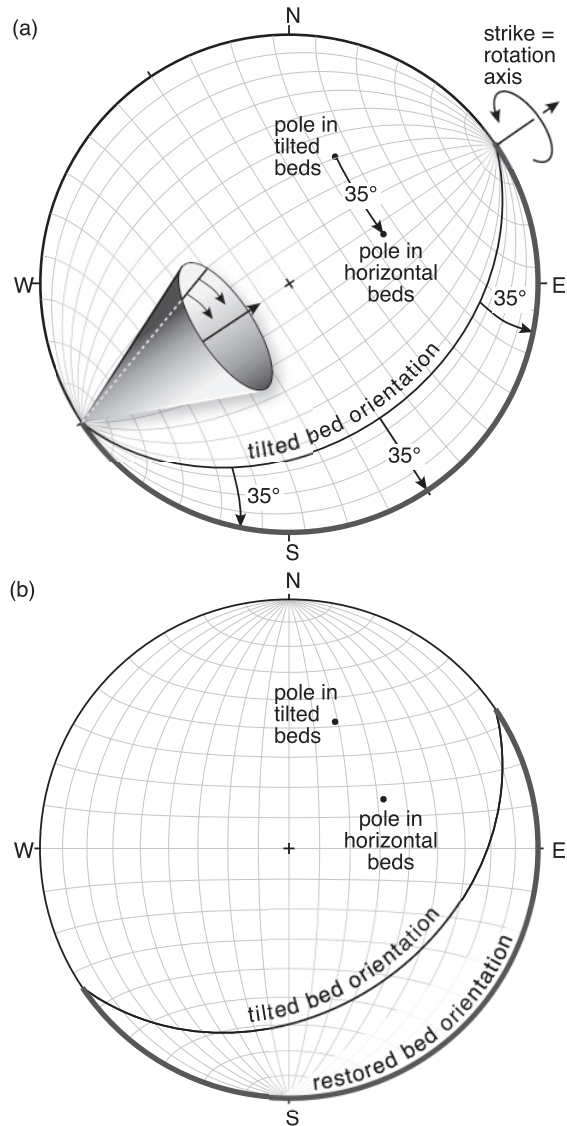 (a)
N
strike =
rotation
axis
pole in
tilted
beds
35°
pole in
horizontal
beds
W
E
35°
tilted bed orientation
35°
35°
S
(b)
N
pole in
tilted
beds
pole in
horizontal
beds
W
E
tilted bed orientation
restored bed orientation
S